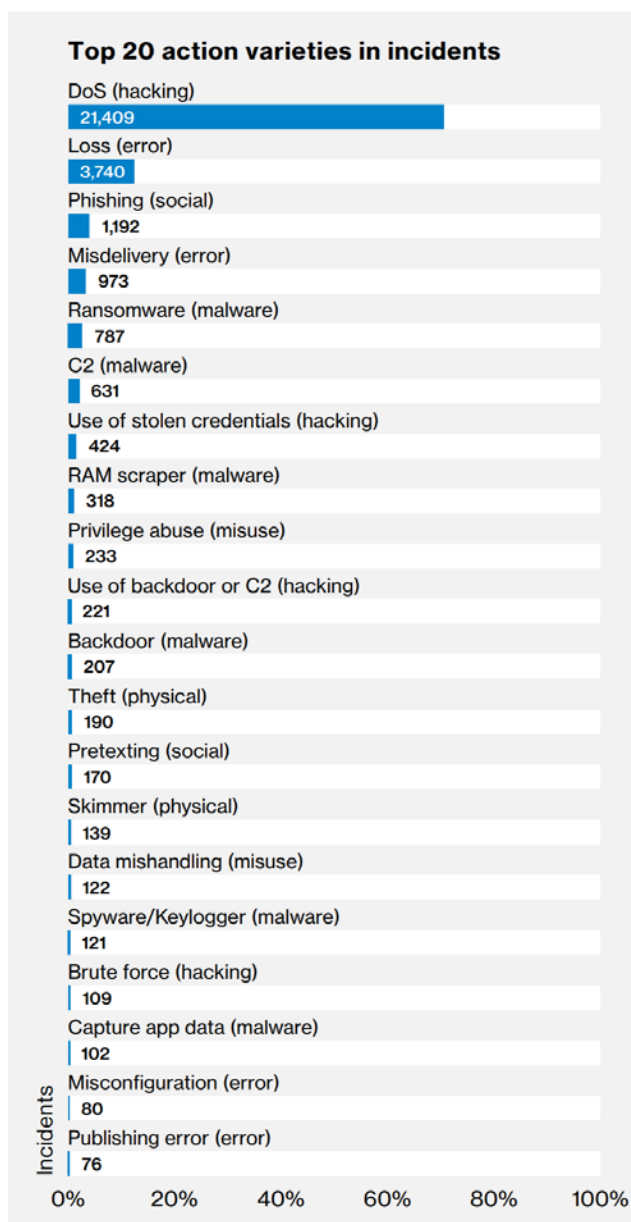 Top 20 action varieties in incidents
DoS (hacking)
21,409
Loss (error)
3,740
Phishing (social)
1,192
Misdelivery (error)
973
Ransomware (malware)
787
C2 (malware)
631
Use of stolen credentials (hacking)
424
RAM scraper (malware)
318
Privilege abuse (misuse)
233
Use of backdoor or C2 (hacking)
221
Backdoor (malware)
207
Theft (physical)
190
Pretexting (social)
170
Skimmer (physical)
139
Data mishandling (misuse)
122
Spyware/Keylogger (malware)
121
Brute force (hacking)
109
Capture app data (malware)
102
Misconfiguration (error)
80
Publishing error (error)
76
Incidents
0% 20% 40% 60% 80% 100%